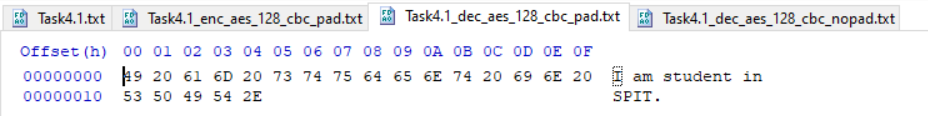 Task4.1.txt Task4.1_enc_aes_128_cbc_pad.txt Task4.1_dec_aes_128_cbc_pad.txt Task4.1_dec_aes_128_cbc_nopad.txt
Offset(h) 00 01 02 03 04 05 06 07 08 09 0A 0B 0C 0D 0E 0F
00000000 49 20 61 6D 20 73 74 75 64 65 6E 74 20 69 6E 20 I am student in
00000010 53 50 49 54 2E SPIT.